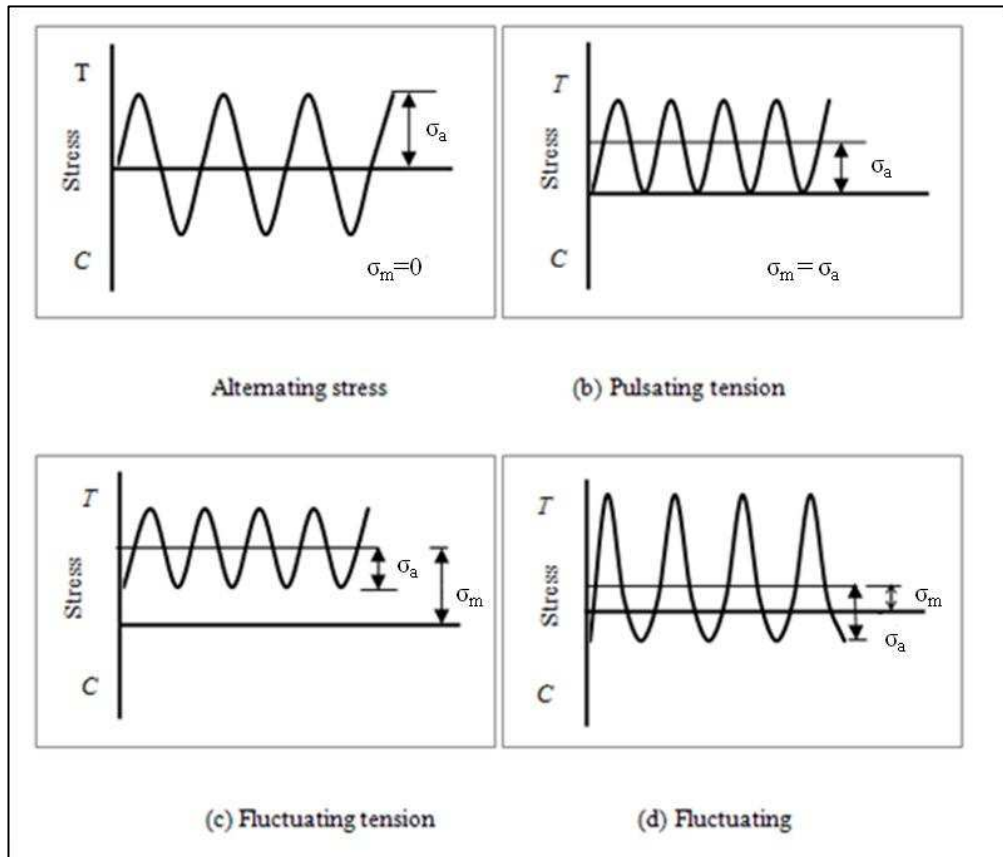 T
Stress
C
σₐ
σₘ=0
T
Stress
C
σₐ
σₘ = σₐ
Alternating stress
(b) Pulsating tension
T
Stress
C
σₐ
σₘ
T
Stress
C
σₘ
σₐ
(c) Fluctuating tension
(d) Fluctuating